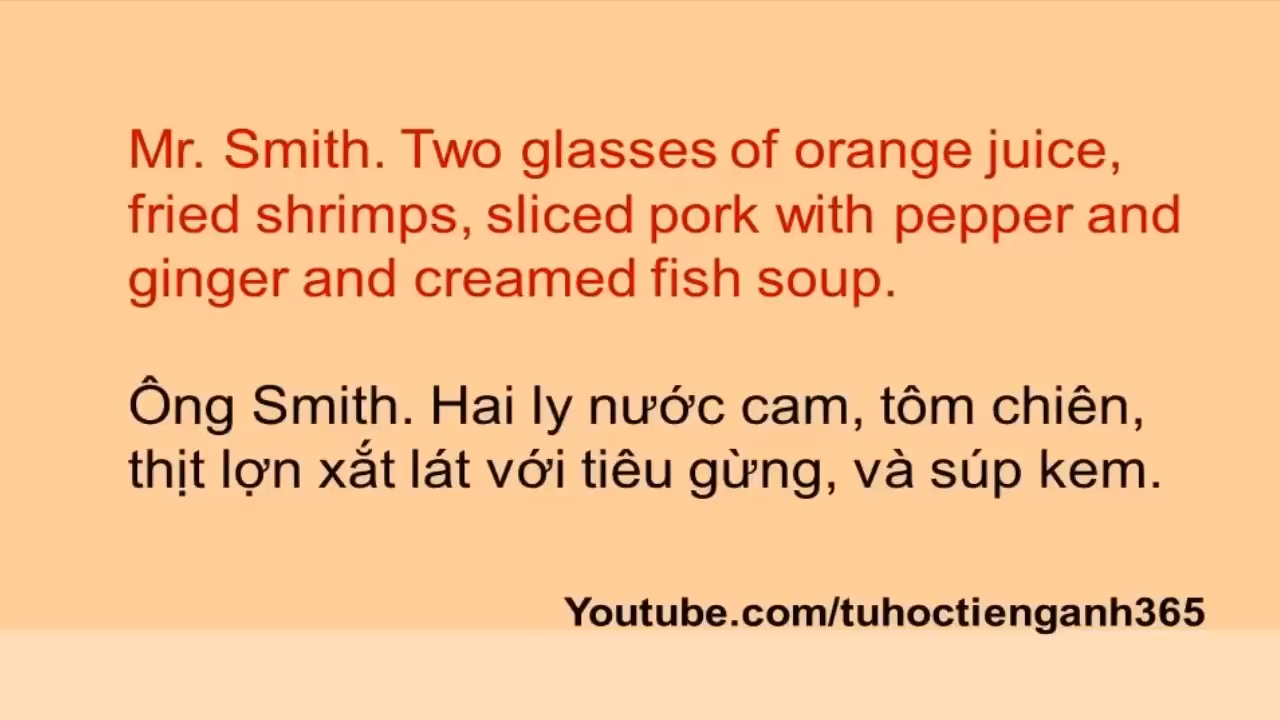 Mr. Smith. Two glasses of orange juice,
fried shrimps, sliced pork with pepper and
ginger and creamed fish soup.
Ông Smith. Hai ly nước cam, tôm chiên,
thịt lợn xắt lát với tiêu gừng, và súp kem.
Youtube.com/tuhoctienganh365